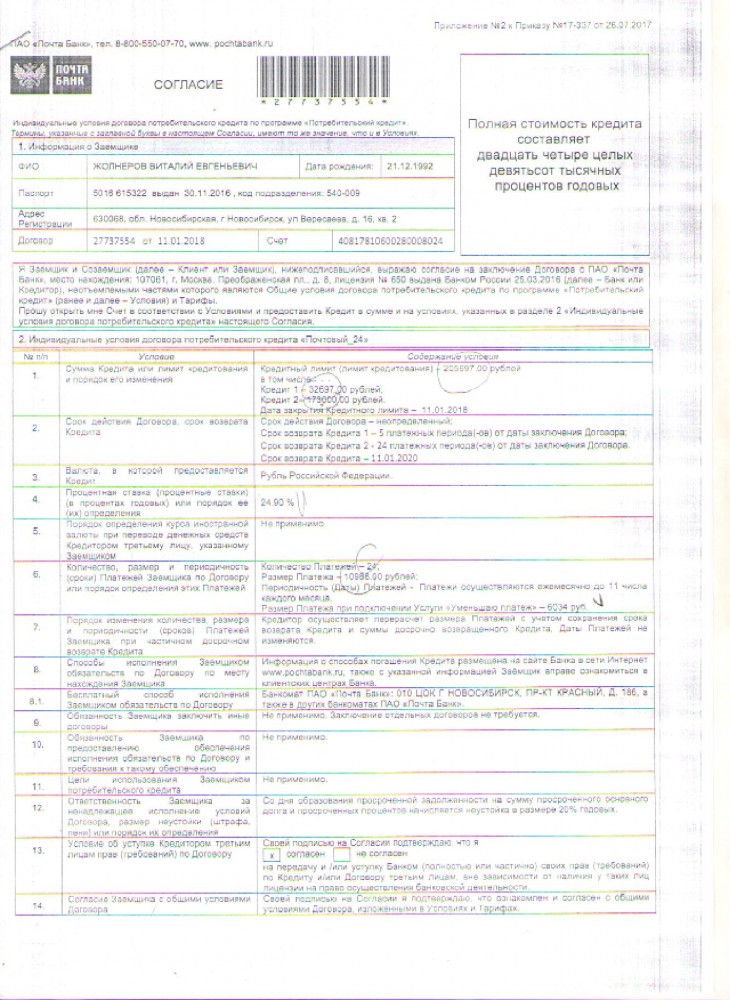 Приложение №2 к Приказу №17-337 от 26.07.2017
ПАО «Почта Банк», тел. 8-800-550-07-70, www. pochtabank.ru
ПОЧТА
БАНК
СОГЛАСИЕ
*27737554*
Полная стоимость кредита
составляет
двадцать четыре целых
девятьсот тысячных
процентов годовых
Индивидуальные условия договора потребительского кредита по программе «Потребительский кредит».
Термины, указанные с заглавной буквы в настоящем Согласии, имеют то же значение, что и в Условиях.
1. Информация о Заемщике
ФИО ЖОЛНЕРОВ ВИТАЛИЙ ЕВГЕНЬЕВИЧ Дата рождения: 21.12.1992
Паспорт 5016 615322 выдан 30.11.2016 , код подразделения: 540-009
Адрес
Регистрации 630068, обл. Новосибирская, г Новосибирск, ул Вересаева, д. 16, кв. 2
Договор 27737554 от 11.01.2018 Счет 40817810600280008024
Я Заемщик и Созаемщик (далее – Клиент или Заемщик), нижеподписавшийся, выражаю согласие на заключение Договора с ПАО «Почта
Банк», место нахождения: 107061, г. Москва, Преображенская пл., д. 8, лицензия № 650 выдана Банком России 25.03.2016 (далее – Банк или
Кредитор), неотъемлемыми частями которого являются Общие условия договора потребительского кредита по программе «Потребительский
кредит» (ранее и далее – Условия) и Тарифы.
Прошу открыть мне Счет в соответствии с Условиями и предоставить Кредит в сумме и на условиях, указанных в разделе 2 «Индивидуальные
условия договора потребительского кредита» настоящего Согласия.
2. Индивидуальные условия договора потребительского кредита «Почтовый_24»
№ п/п Условие Содержание условия
1. Сумма Кредита или лимит кредитования
и порядок его изменения
Кредитный лимит (лимит кредитования) – 205697.00 рублей
в том числе:
Кредит 1 – 32697.00 рублей;
Кредит 2– 173000.00 рублей.
Дата закрытия Кредитного лимита – 11.01.2018
2. Срок действия Договора, срок возврата
Кредита
Срок действия Договора – неопределенный;
Срок возврата Кредита 1 – 5 платежных периода(-ов) от даты заключения Договора;
Срок возврата Кредита 2 - 24 платежных периода(-ов) от даты заключения Договора.
Срок возврата Кредита – 11.01.2020
3. Валюта, в которой предоставляется
Кредит
Рубль Российской Федерации.
4. Процентная ставка (процентные ставки)
(в процентах годовых) или порядок ее
(их) определения
24.90 %
5. Порядок определения курса иностранной
валюты при переводе денежных средств
Кредитором третьему лицу, указанному
Заемщиком
Не применимо.
6. Количество, размер и периодичность
(сроки) Платежей Заемщика по Договору
или порядок определения этих Платежей
Количество Платежей – 24;
Размер Платежа – 10986.00 рублей;
Периодичность (Даты) Платежей - Платежи осуществляются ежемесячно до 11 числа
каждого месяца.
Размер Платежа при подключении Услуги «Уменьшаю платеж» – 6034 руб.
7. Порядок изменения количества, размера
и периодичности (сроков) Платежей
Заемщика при частичном досрочном
возврате Кредита
Кредитор осуществляет перерасчет размера Платежей с учетом сохранения срока
возврата Кредита и суммы досрочно возвращенного Кредита. Даты Платежей не
изменяются.
8. Способы исполнения Заемщиком
обязательств по Договору по месту
нахождения Заемщика
Информация о способах погашения Кредита размещена на сайте Банка в сети Интернет
www.pochtabank.ru, также с указанной информацией Заёмщик вправе ознакомиться в
клиентских центрах Банка.
8.1. Бесплатный способ исполнения
Заемщиком обязательств по Договору
Банкомат ПАО «Почта Банк»: 010 ЦОК Г НОВОСИБИРСК, ПР-КТ КРАСНЫЙ, Д. 186, а
также в других банкоматах ПАО «Почта Банк».
9. Обязанность Заемщика заключить иные
договоры
Не применимо. Заключение отдельных договоров не требуется.
10. Обязанность Заемщика по
предоставлению обеспечения
исполнения обязательств по Договору и
требования к такому обеспечению
Не применимо.
11. Цели использования Заемщиком
потребительского кредита
Не применимо.
12. Ответственность Заемщика за
ненадлежащее исполнение условий
Договора, размер неустойки (штрафа,
пени) или порядок их определения
Со дня образования просроченной задолженности на сумму просроченного основного
долга и просроченных процентов начисляется неустойка в размере 20% годовых.
13. Условие об уступке Кредитором третьим
лицам прав (требований) по Договору
Своей подписью на Согласии подтверждаю, что я
x согласен не согласен
на передачу и /или уступку Банком (полностью или частично) своих прав (требований)
по Кредиту и/или Договору третьим лицам, вне зависимости от наличия у таких лиц
лицензии на право осуществления банковской деятельности.
14. Согласие Заемщика с общими условиями
Договора
Своей подписью на Согласии я подтверждаю, что ознакомлен и согласен с общими
условиями Договора, изложенными в Условиях и Тарифах.